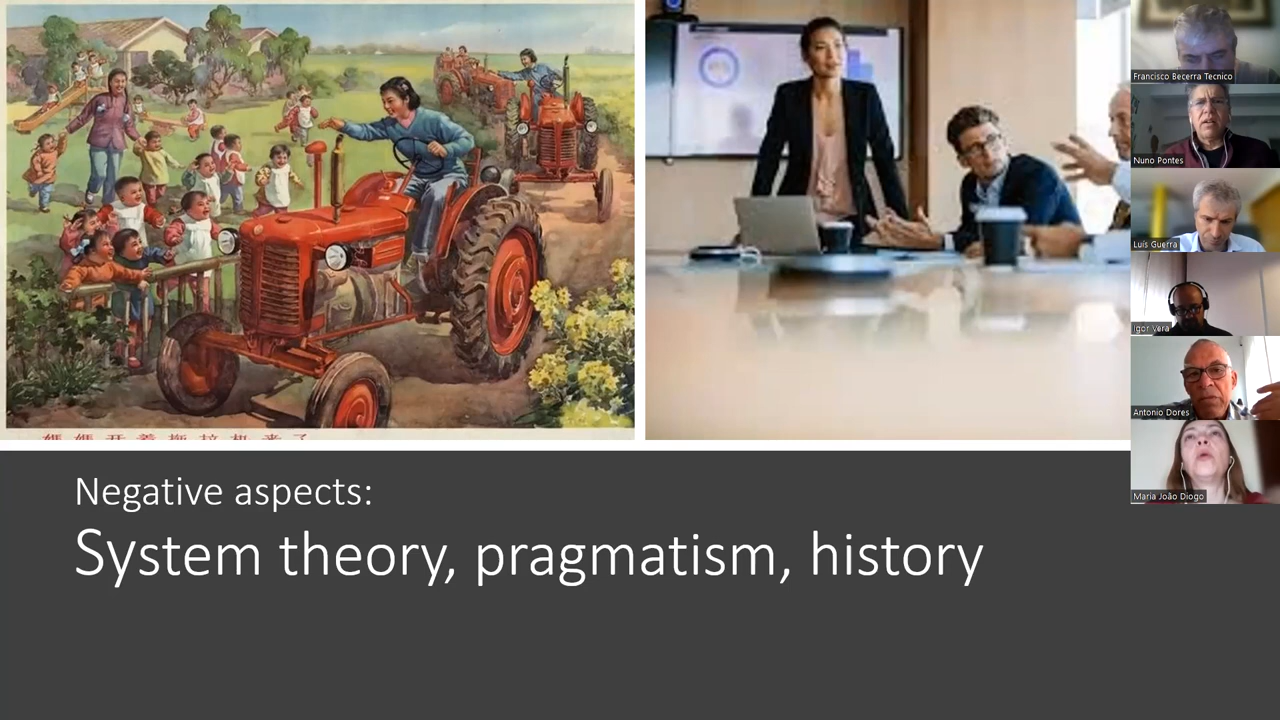 Negative aspects:
System theory, pragmatism, history
Francisco Becerra Tecnico
Nuno Pontes
Luís Guerra
Igor Vera
Antonio Dores
Maria João Diogo